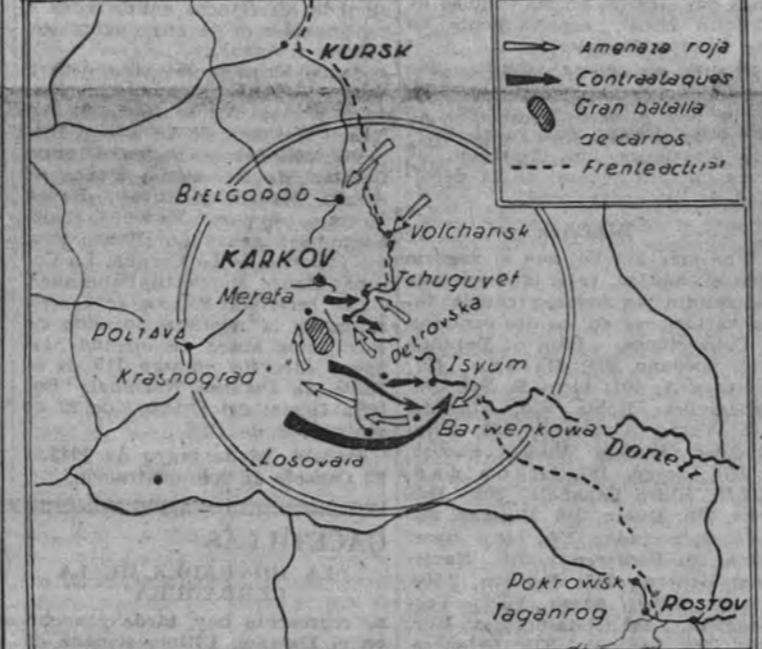 KURSK
Amenaza roja
Contraataques
Gran batalla
de carros.
Frente actual
BIELGOROD
Volchansk
KARKOV
Tchuguyet
Mereta
Petrovska
POLTAVA
Krasnograd
Isyum
Barwenkowa
Donetz
Losovaia
Pokrowsk
Taganrog
ROSTOV